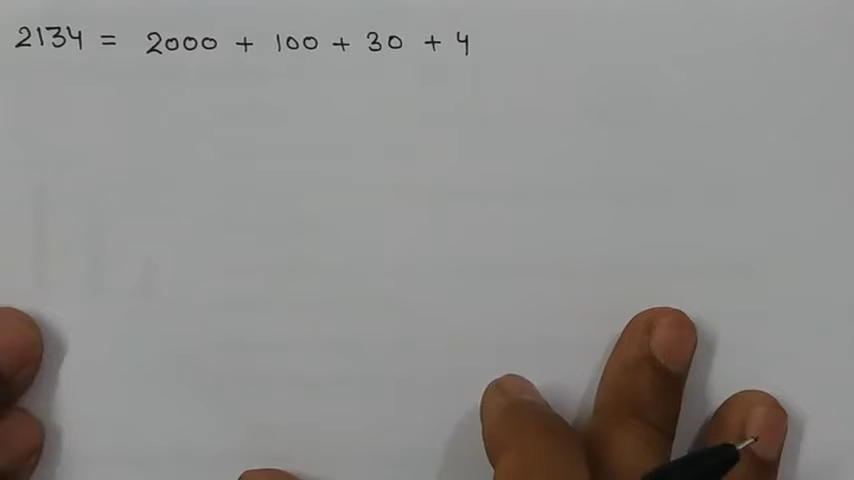 2134 = 2000 + 100 + 30 + 4